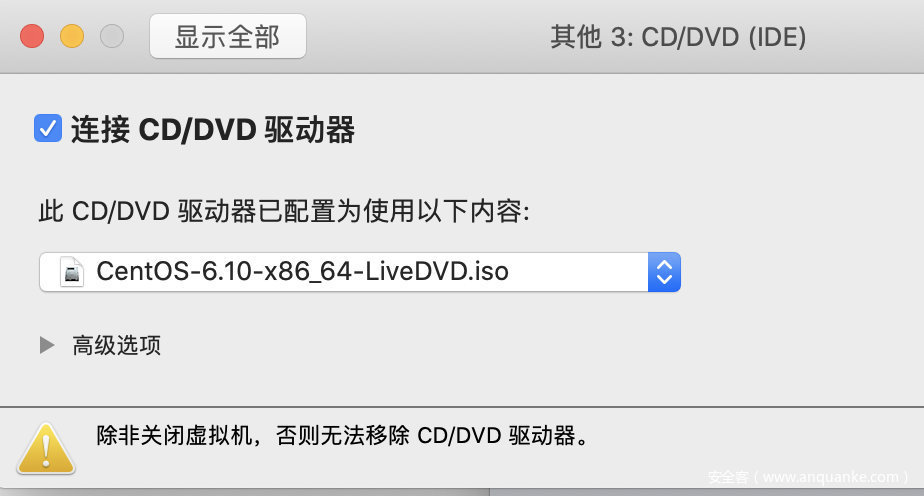 显示全部
其他 3: CD/DVD (IDE)
连接 CD/DVD 驱动器
此 CD/DVD 驱动器已配置为使用以下内容:
CentOS-6.10-x86_64-LiveDVD.iso
高级选项
除非关闭虚拟机，否则无法移除 CD/DVD 驱动器。
安全客（www.anquanke.com）